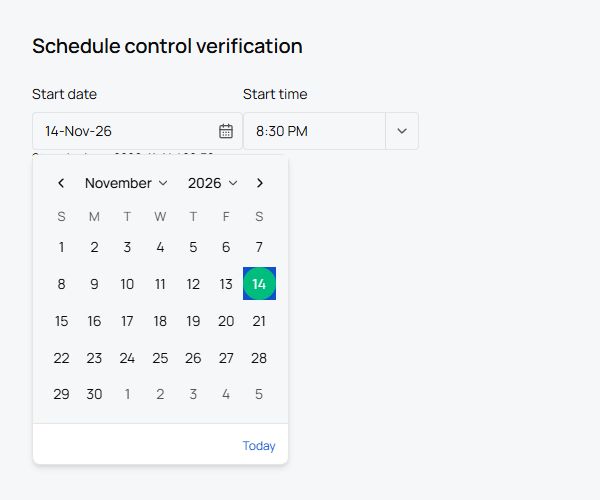 Schedule control verification
Start date Start time
14-Nov-26 8:30 PM
November 2026
S M T W T F S
1 2 3 4 5 6 7
8 9 10 11 12 13 14
15 16 17 18 19 20 21
22 23 24 25 26 27 28
29 30 1 2 3 4 5
Today